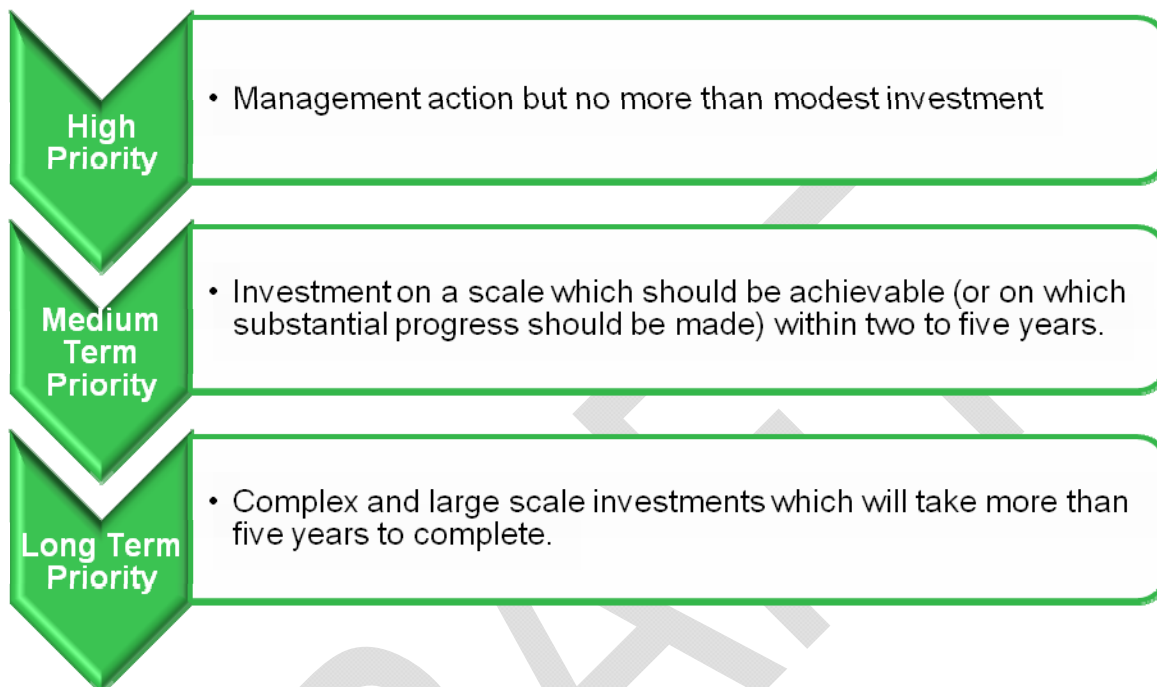 High
Priority
• Management action but no more than modest investment
Medium
Term
Priority
• Investment on a scale which should be achievable (or on which
substantial progress should be made) within two to five years.
Long Term
Priority
• Complex and large scale investments which will take more than
five years to complete.